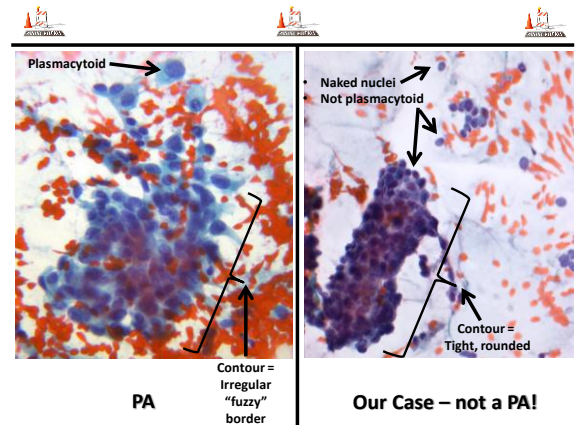 Plasmacytoid
Contour =
Irregular
“fuzzy”
border
PA
• Naked nuclei
• Not plasmacytoid
Contour =
Tight, rounded
Our Case – not a PA!